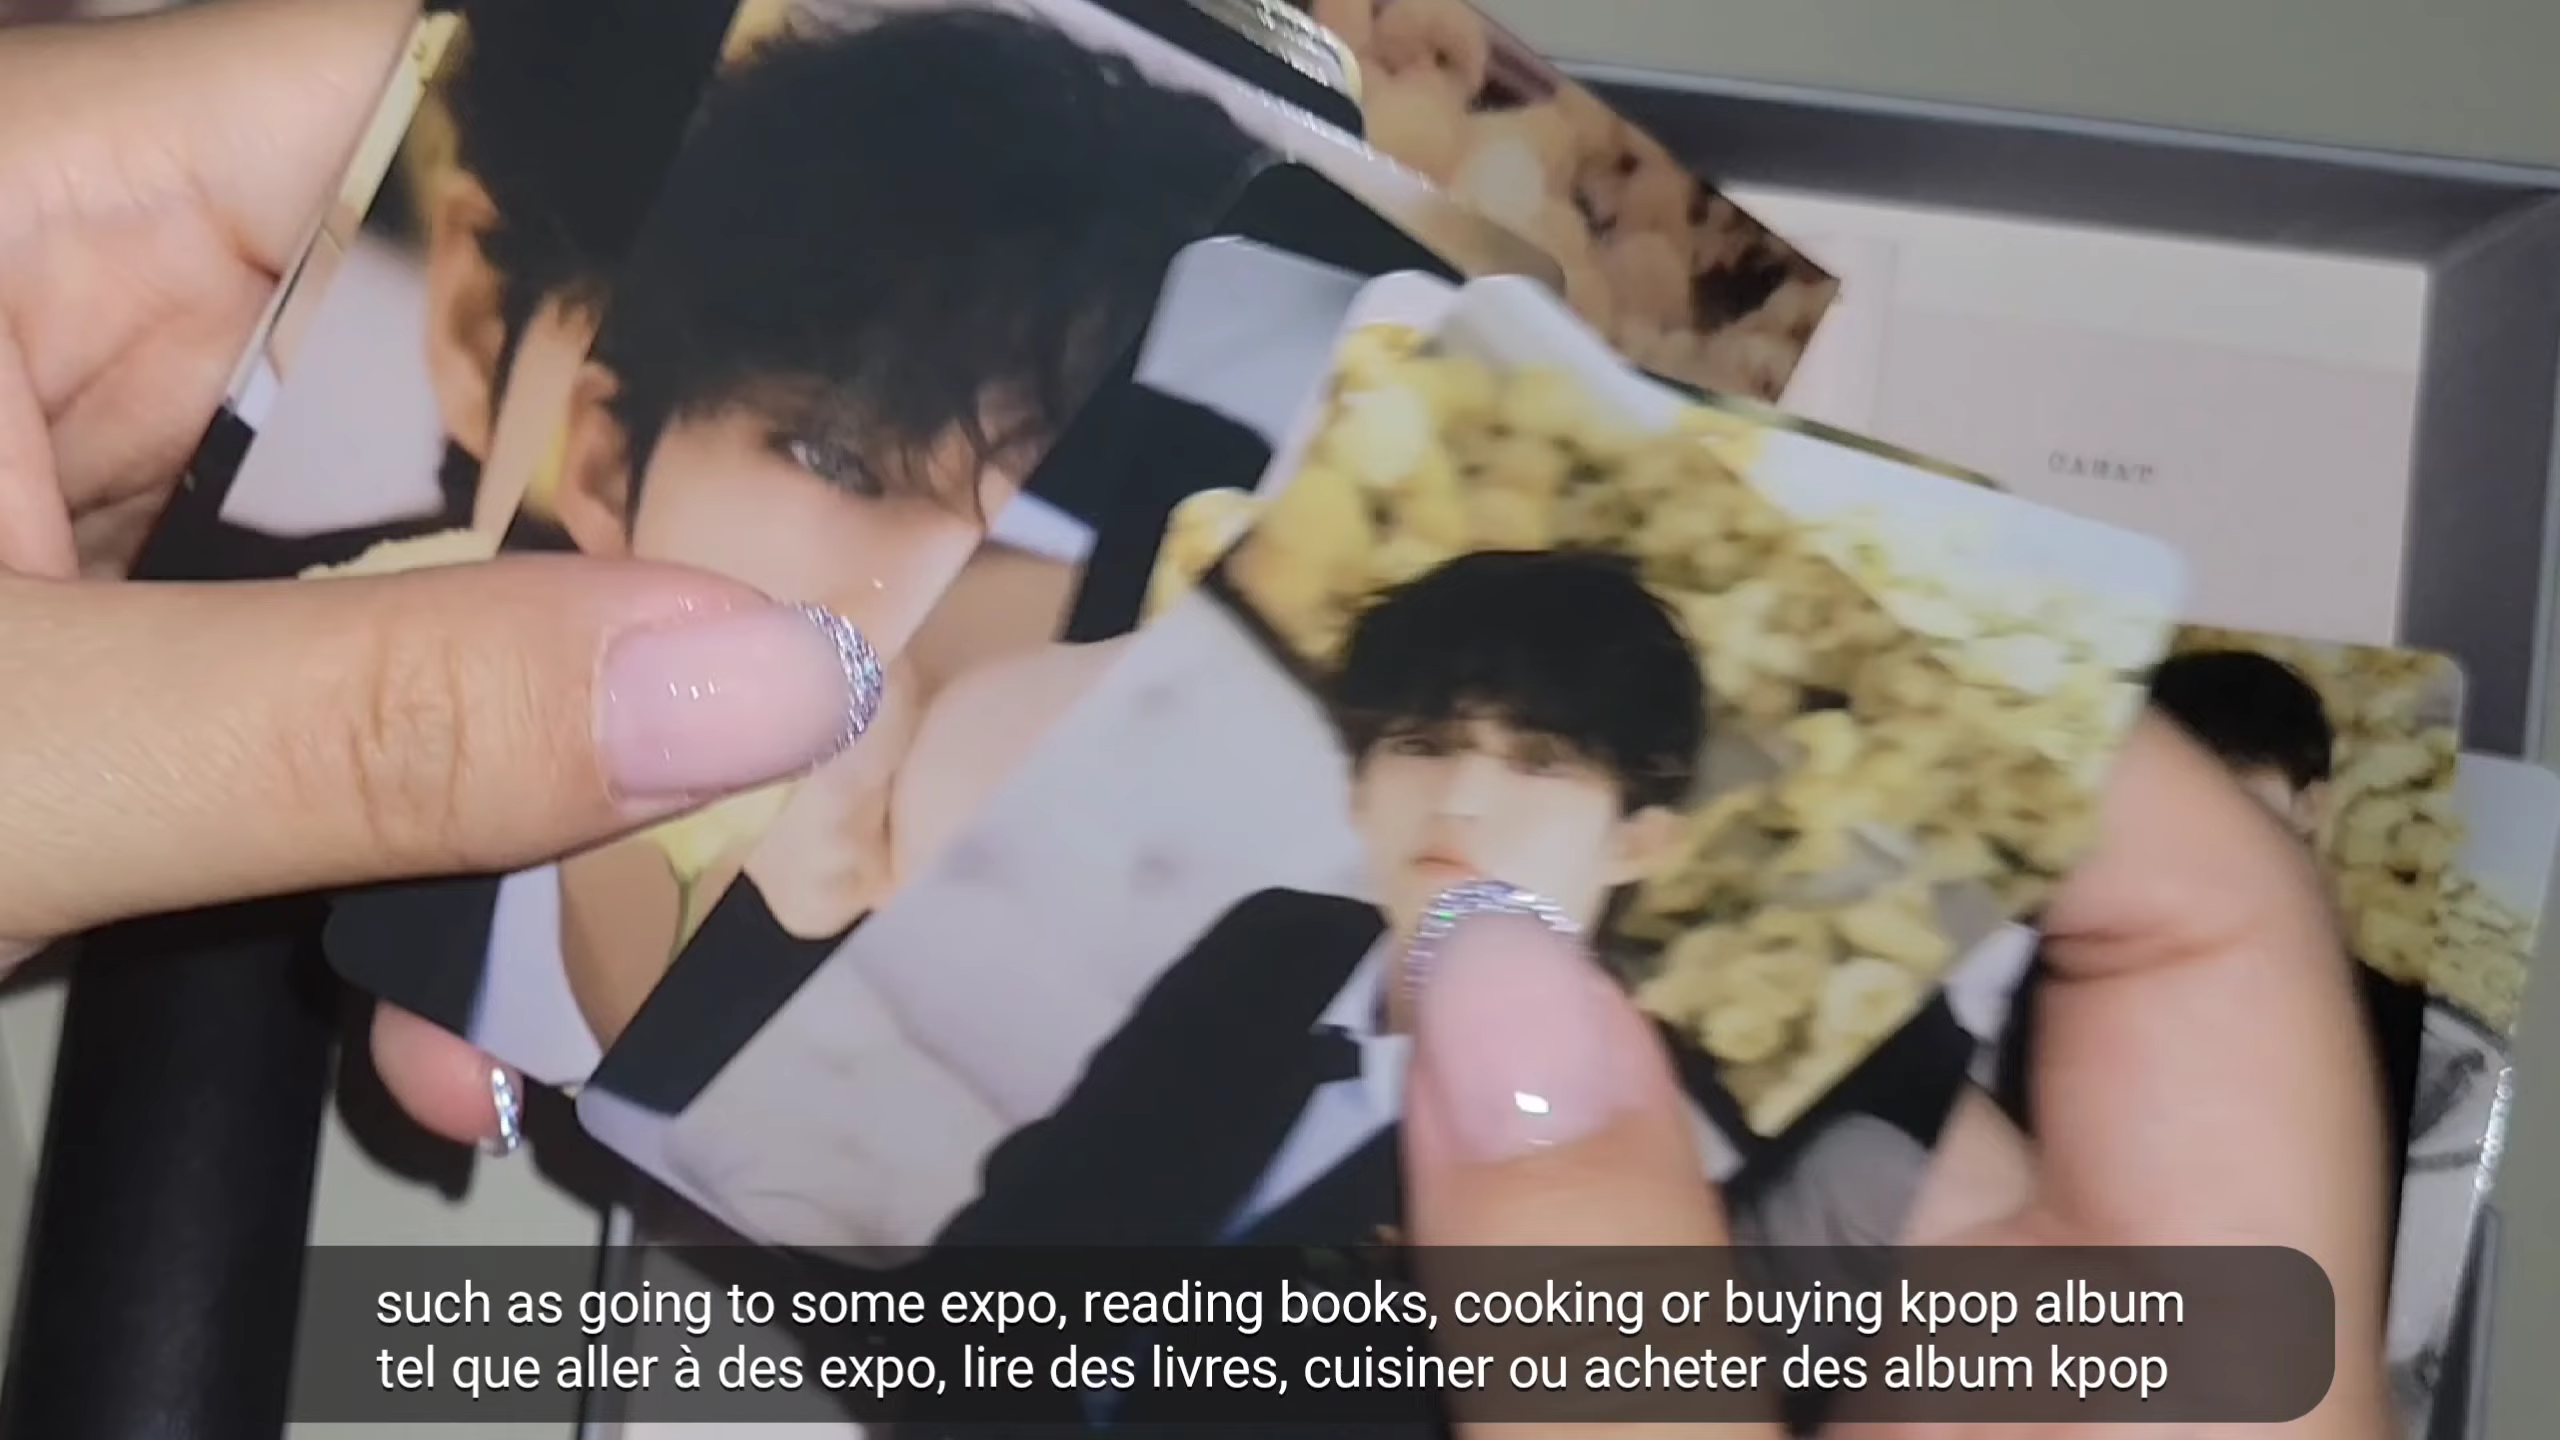 CARAT
such as going to some expo, reading books, cooking or buying kpop album
tel que aller à des expo, lire des livres, cuisiner ou acheter des album kpop